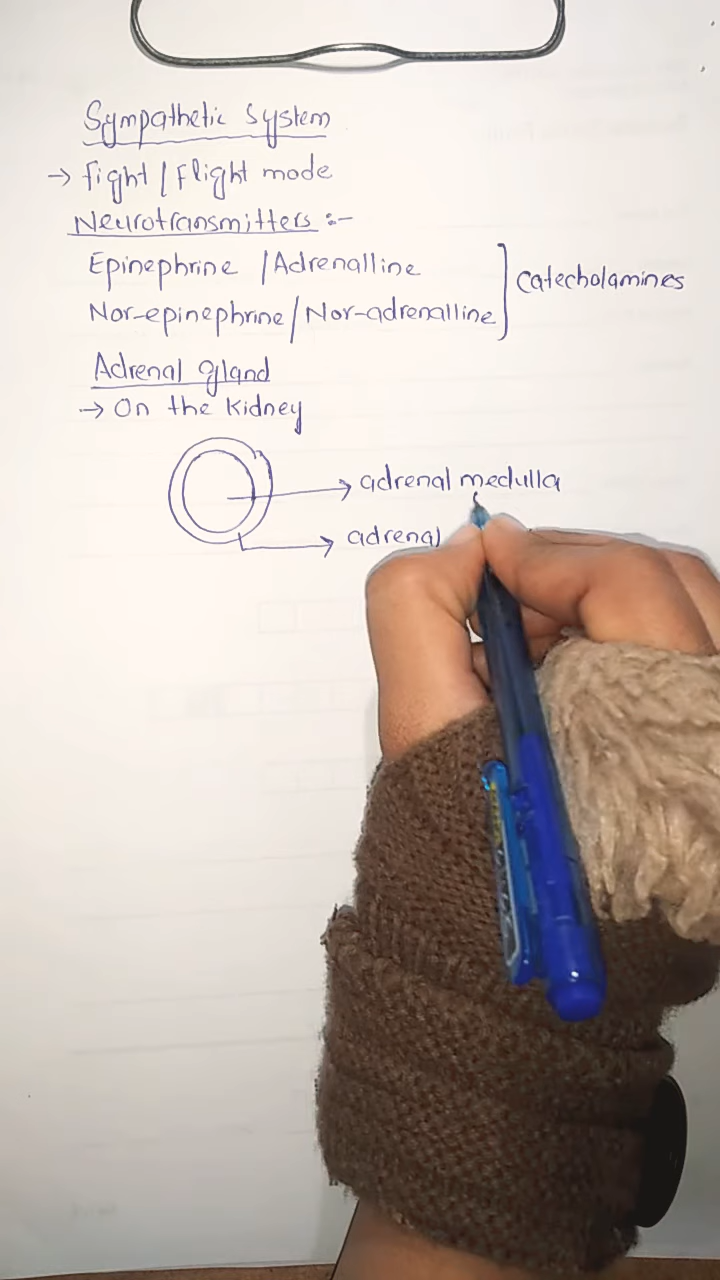 Sympathetic System
→ fight / Flight mode
Neurotransmitters :-
Epinephrine / Adrenalline
Nor-epinephrine / Nor-adrenalline
Catecholamines
Adrenal gland
→ On the kidney
adrenal medulla
adrenal